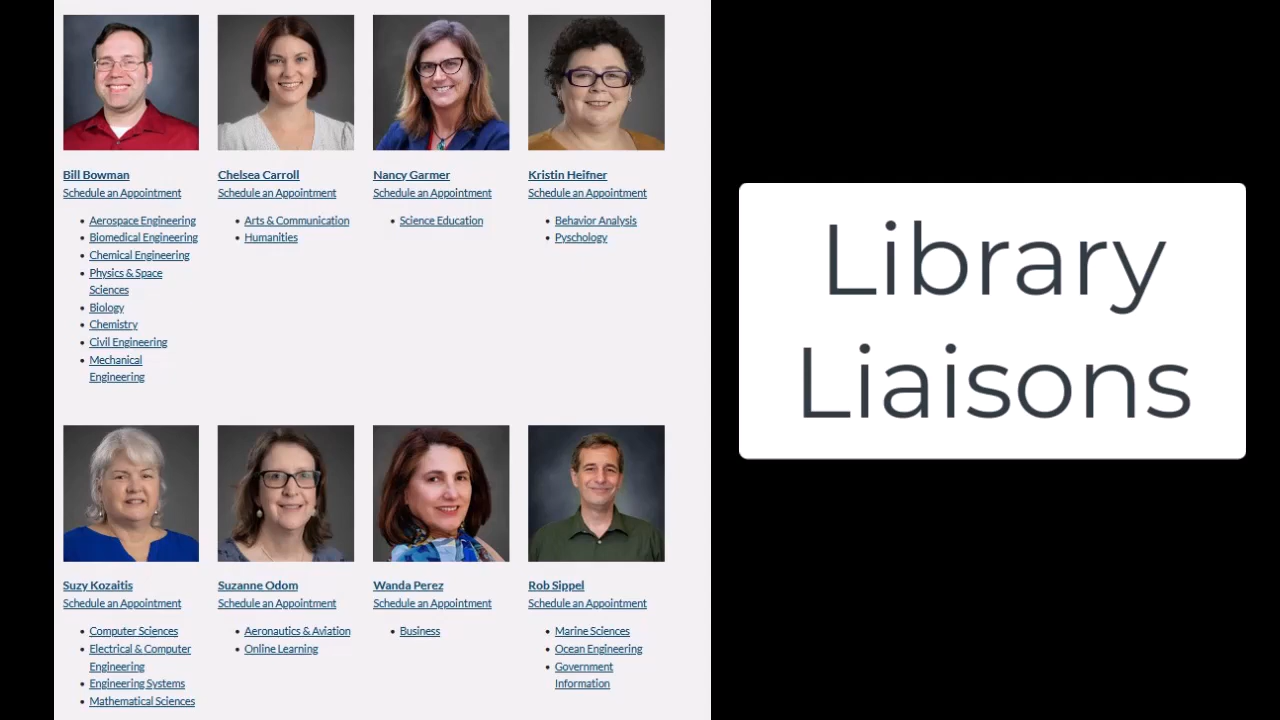 Bill Bowman
Schedule an Appointment
Aerospace Engineering
Biomedical Engineering
Chemical Engineering
Physics & Space
Sciences
Biology
Chemistry
Civil Engineering
Mechanical
Engineering
Chelsea Carroll
Schedule an Appointment
Arts & Communication
Humanities
Nancy Garmer
Schedule an Appointment
Science Education
Kristin Heifner
Schedule an Appointment
Behavior Analysis
Pyschology
Suzy Kozaitis
Schedule an Appointment
Computer Sciences
Electrical & Computer
Engineering
Engineering Systems
Mathematical Sciences
Suzanne Odom
Schedule an Appointment
Aeronautics & Aviation
Online Learning
Wanda Perez
Schedule an Appointment
Business
Rob Sippel
Schedule an Appointment
Marine Sciences
Ocean Engineering
Government
Information
Library
Liaisons